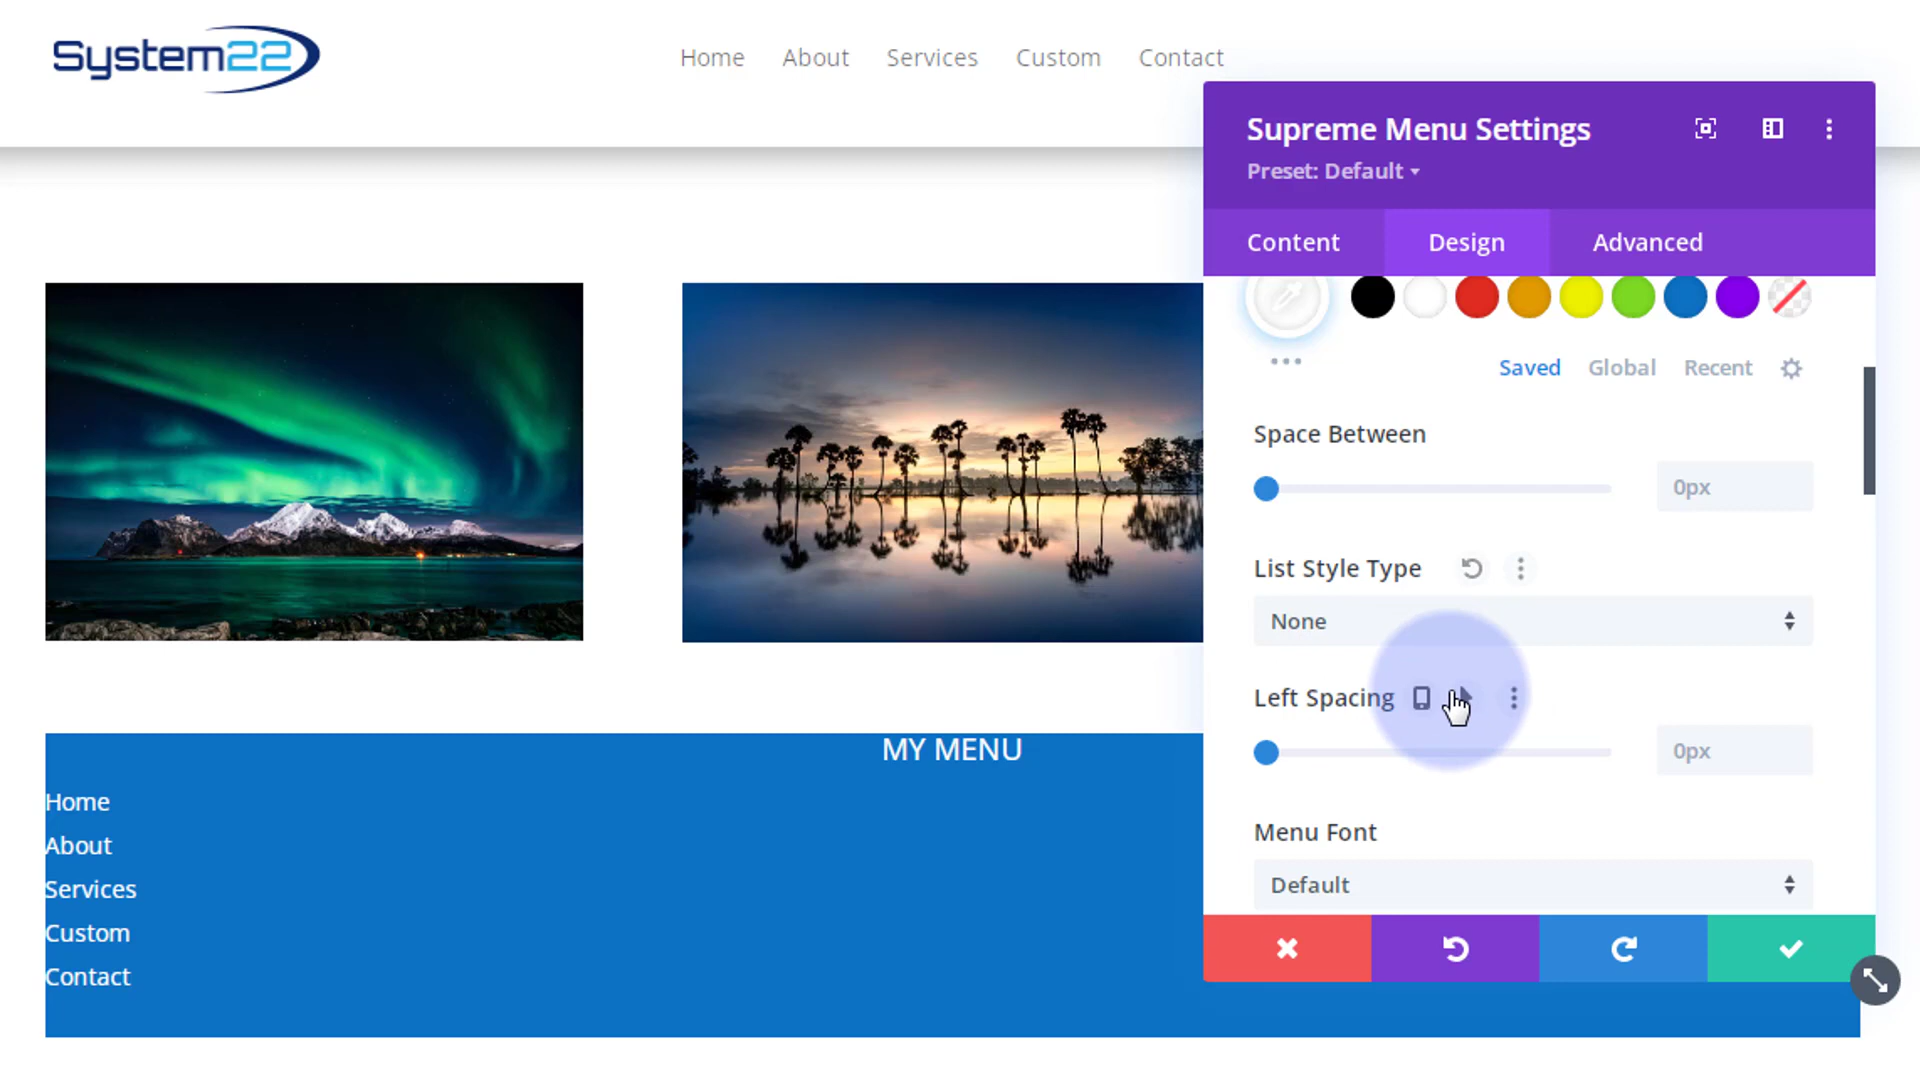 System22
Home About Services Custom Contact
Supreme Menu Settings
Preset: Default
Content Design Advanced
Saved Global Recent
Space Between
0px
List Style Type
None
Left Spacing
0px
Menu Font
Default
MY MENU
Home
About
Services
Custom
Contact